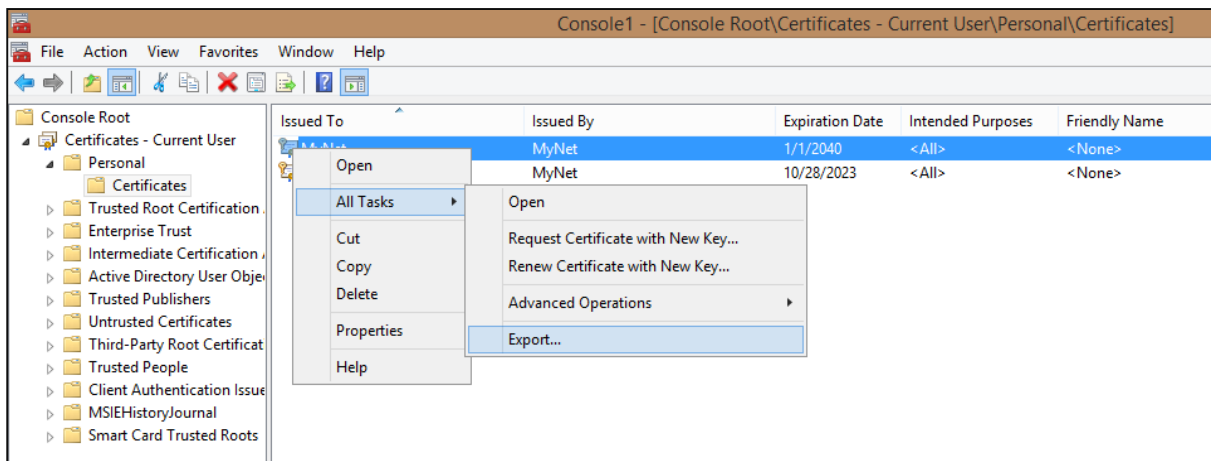 Console1 - [Console Root\Certificates - Current User\Personal\Certificates]
File Action View Favorites Window Help
Console Root
Certificates - Current User
Personal
Certificates
Trusted Root Certification
Enterprise Trust
Intermediate Certification
Active Directory User Obje
Trusted Publishers
Untrusted Certificates
Third-Party Root Certificat
Trusted People
Client Authentication Issue
MSIEHistoryJournal
Smart Card Trusted Roots
Issued To Issued By Expiration Date Intended Purposes Friendly Name
MyNet MyNet 1/1/2040 <All> <None>
MyNet 10/28/2023 <All> <None>
Open
All Tasks
Cut
Copy
Delete
Properties
Help
Open
Request Certificate with New Key...
Renew Certificate with New Key...
Advanced Operations
Export...